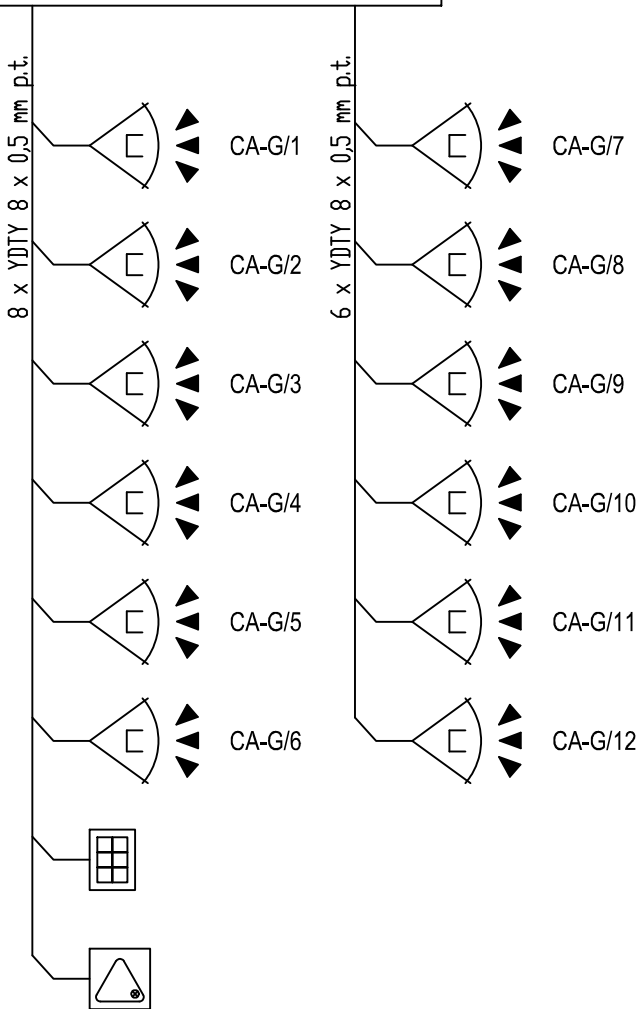 8 x YDTY 8 x 0,5 mm p.t.
CA-G/1
CA-G/2
CA-G/3
CA-G/4
CA-G/5
CA-G/6
6 x YDTY 8 x 0,5 mm p.t.
CA-G/7
CA-G/8
CA-G/9
CA-G/10
CA-G/11
CA-G/12